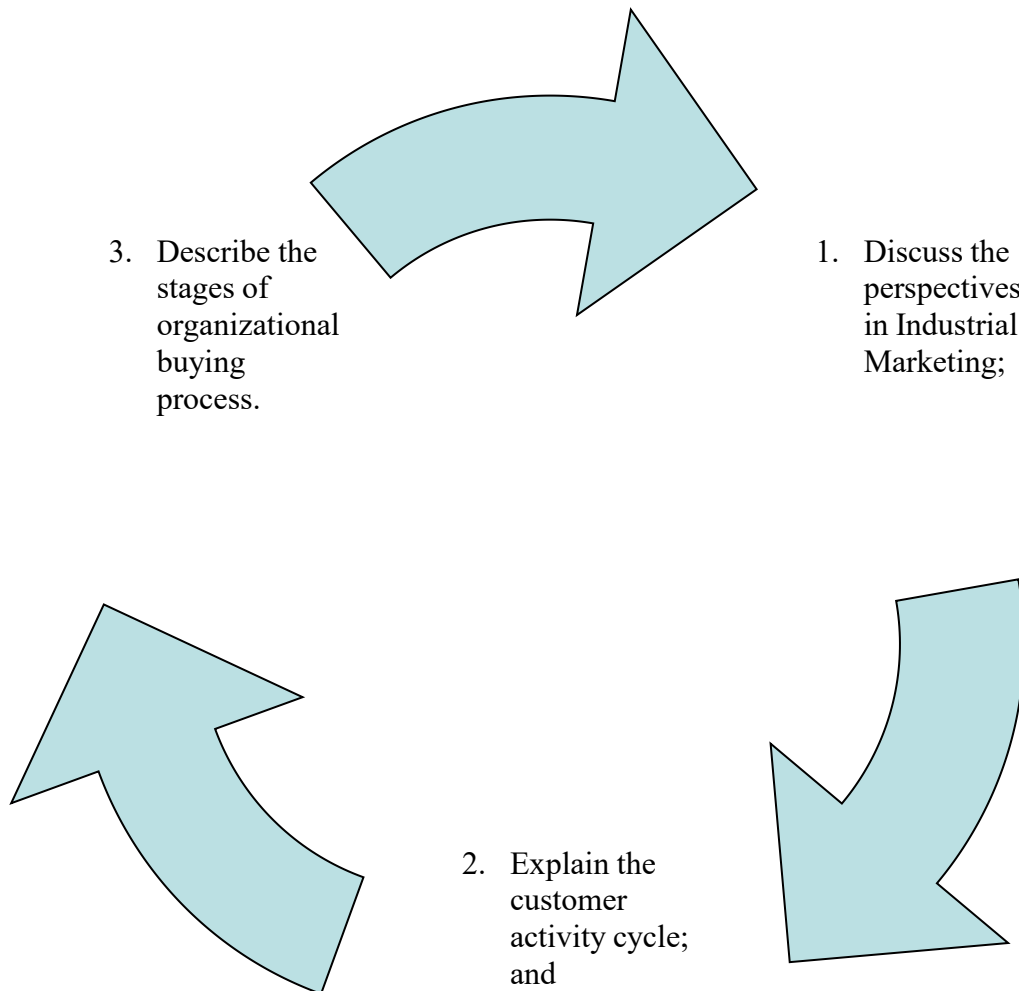 1. Discuss the
perspectives
in Industrial
Marketing;
2. Explain the
customer
activity cycle;
and
3. Describe the
stages of
organizational
buying
process.